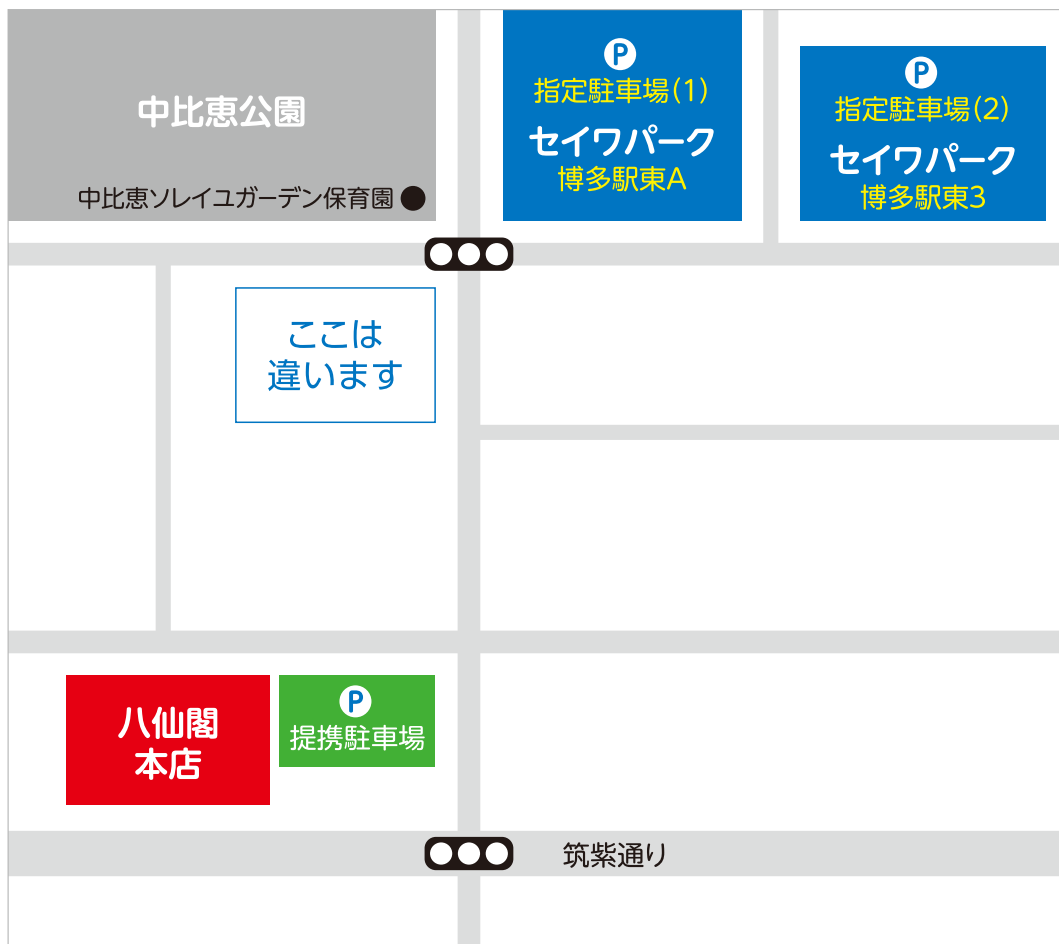 中比恵公園
中比恵ソレイユガーデン保育園
P
指定駐車場(1)
セイワパーク
博多駅東A
P
指定駐車場(2)
セイワパーク
博多駅東3
ここは
違います
八仙閣
本店
P
提携駐車場
筑紫通り